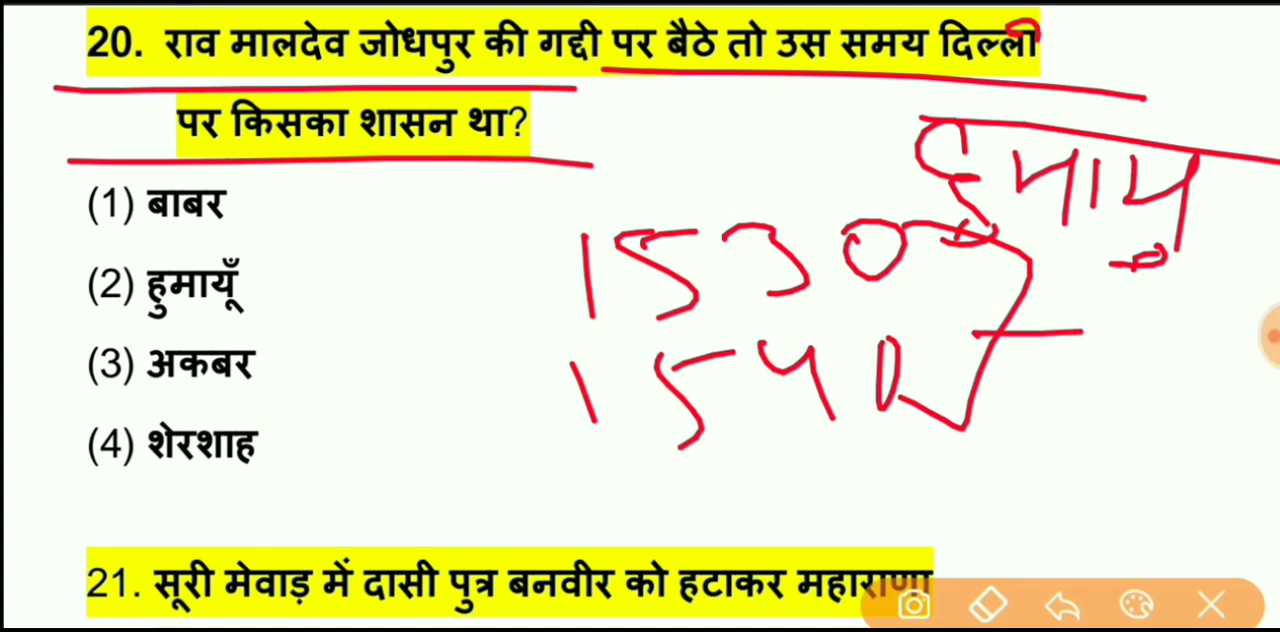 20. राव मालदेव जोधपुर की गद्दी पर बैठे तो उस समय दिल्ली
पर किसका शासन था?
(1) बाबर
(2) हुमायूँ
(3) अकबर
(4) शेरशाह
हुमायु
1530
1540
21. सूरी मेवाड़ में दासी पुत्र बनवीर को हटाकर महाराणा